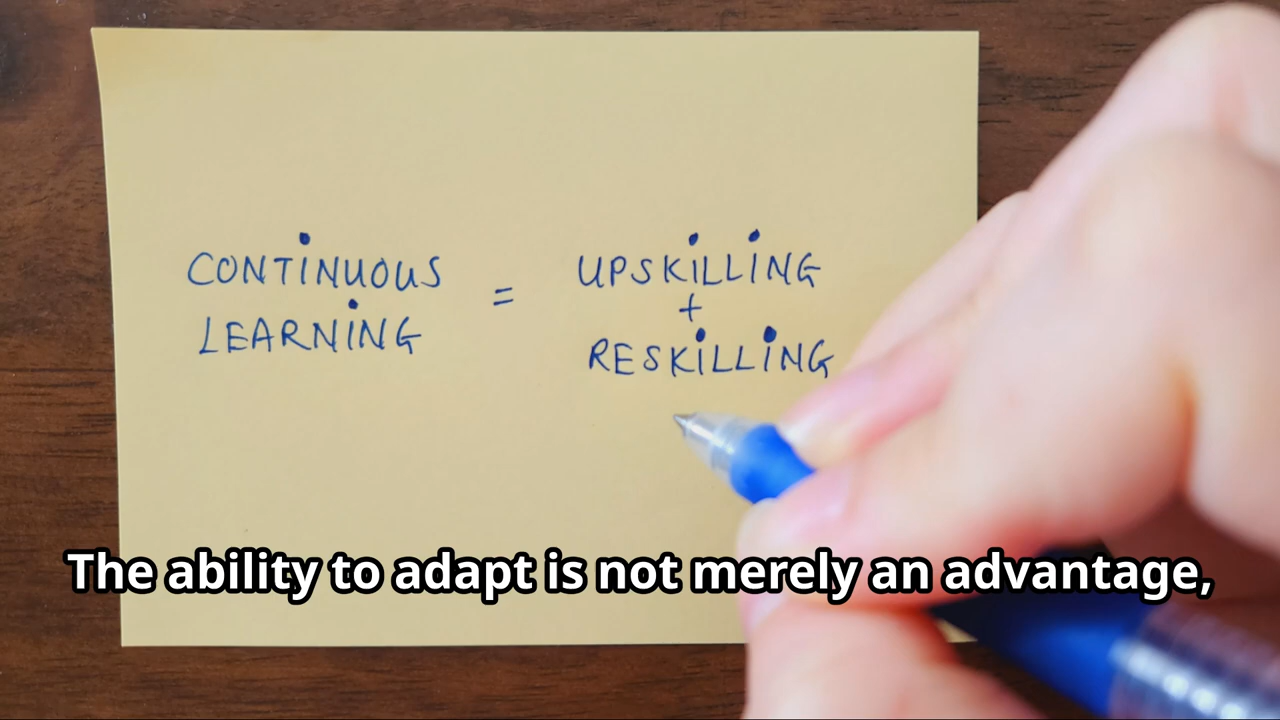 CONTINUOUS
LEARNING
=
UPSKILLING
+
RESKILLING
The ability to adapt is not merely an advantage,